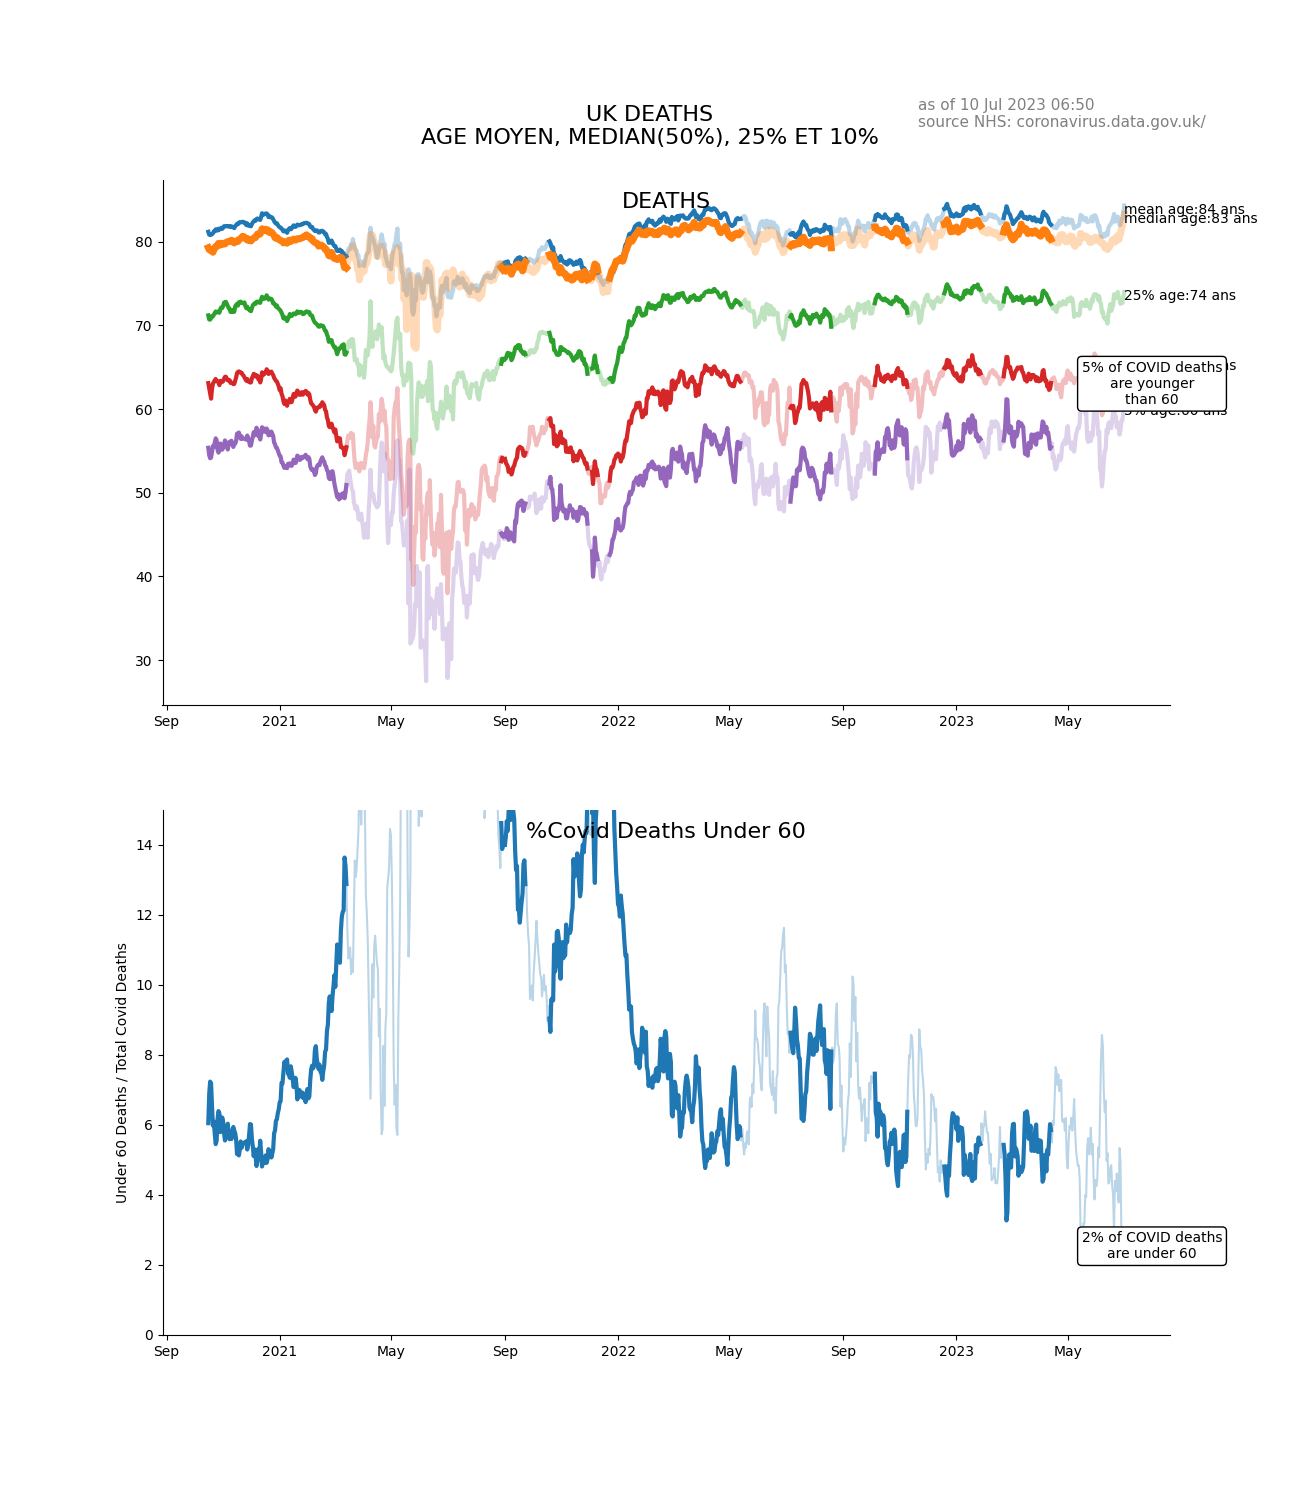 as of 10 Jul 2023 06:50
source NHS: coronavirus.data.gov.uk/
UK DEATHS
AGE MOYEN, MEDIAN(50%), 25% ET 10%
DEATHS
mean age:84 ans
median age:83 ans
25% age:74 ans
5% of COVID deaths
are younger
than 60
80
70
60
50
40
30
Sep
2021
May
Sep
2022
May
Sep
2023
May
%Covid Deaths Under 60
Under 60 Deaths / Total Covid Deaths
14
12
10
8
6
4
2
0
2% of COVID deaths
are under 60
Sep
2021
May
Sep
2022
May
Sep
2023
May